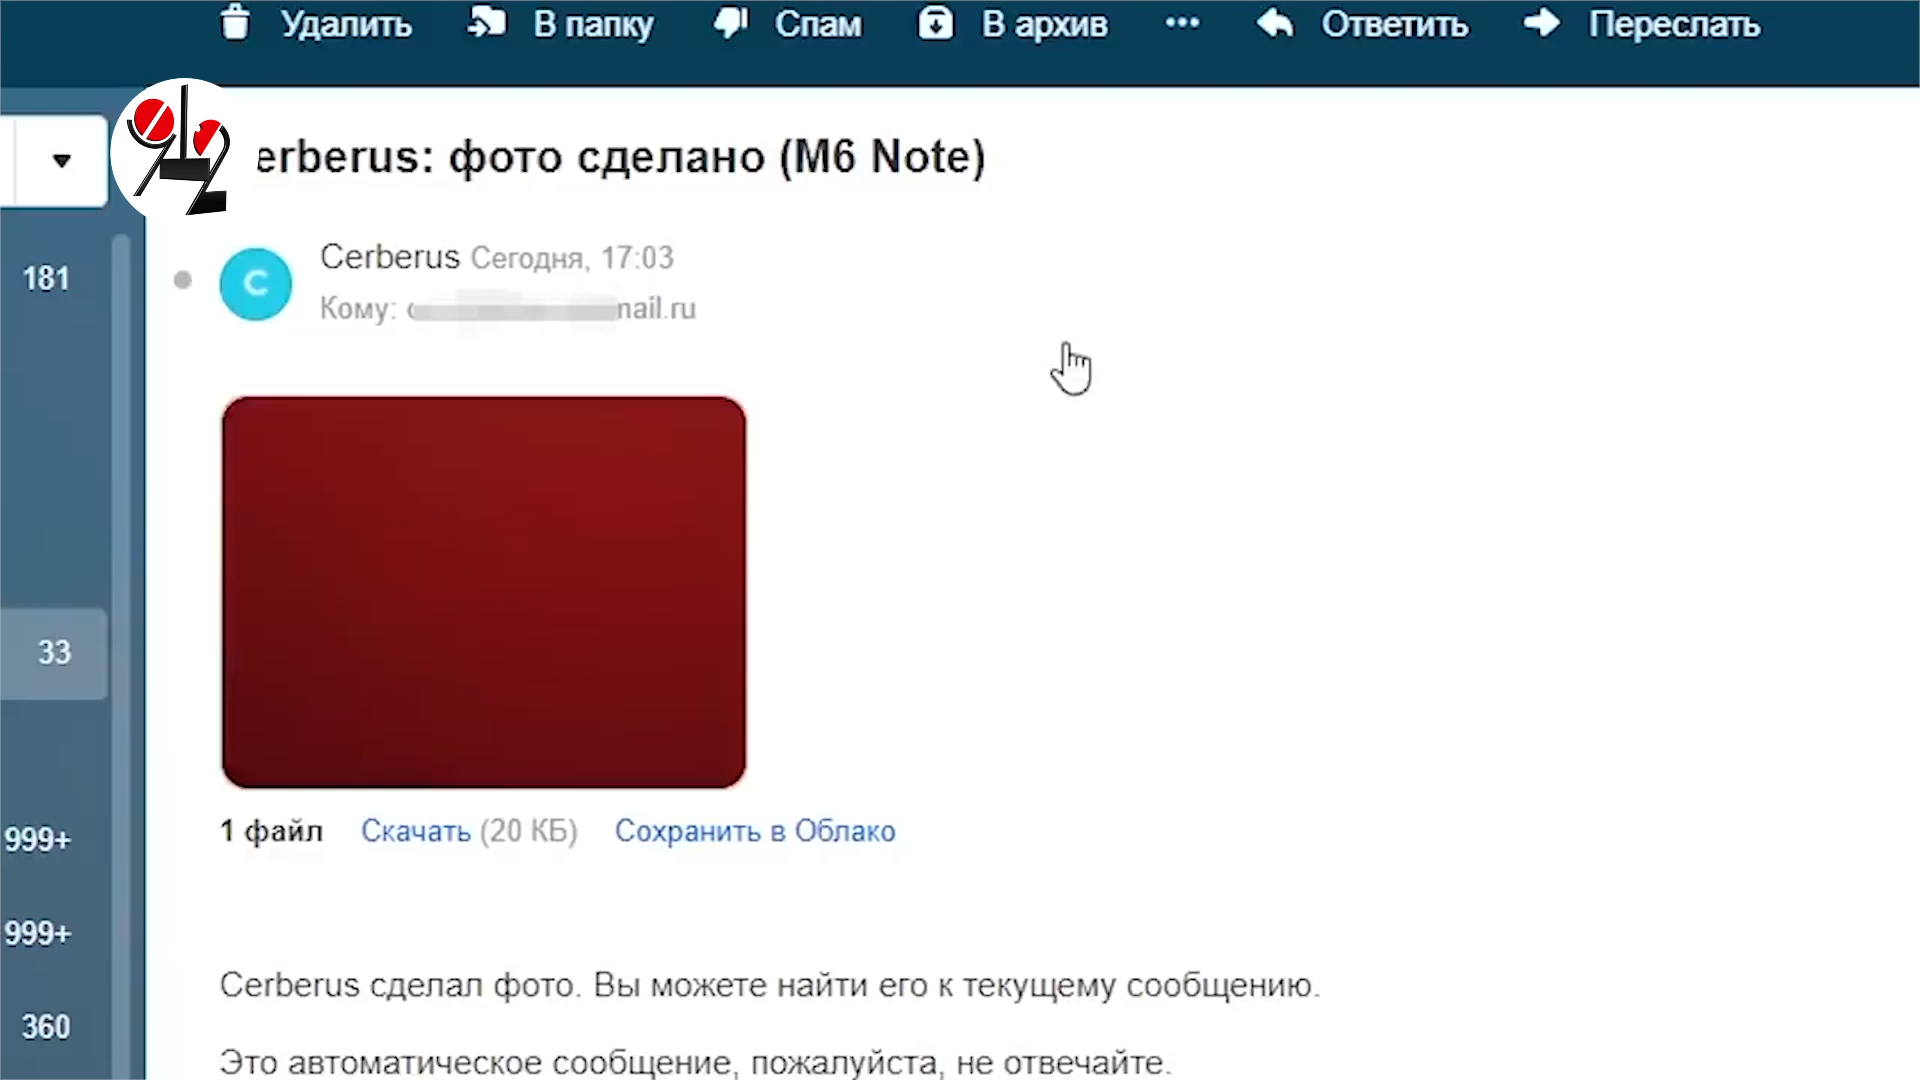 Удалить В папку Спам В архив Ответить Переслать
erberus: фото сделано (M6 Note)
181
C
Cerberus Сегодня, 17:03
Кому: mail.ru
33
1 файл Скачать (20 КБ) Сохранить в Облако
999+
999+
Cerberus сделал фото. Вы можете найти его к текущему сообщению.
360
Это автоматическое сообщение, пожалуйста, не отвечайте.